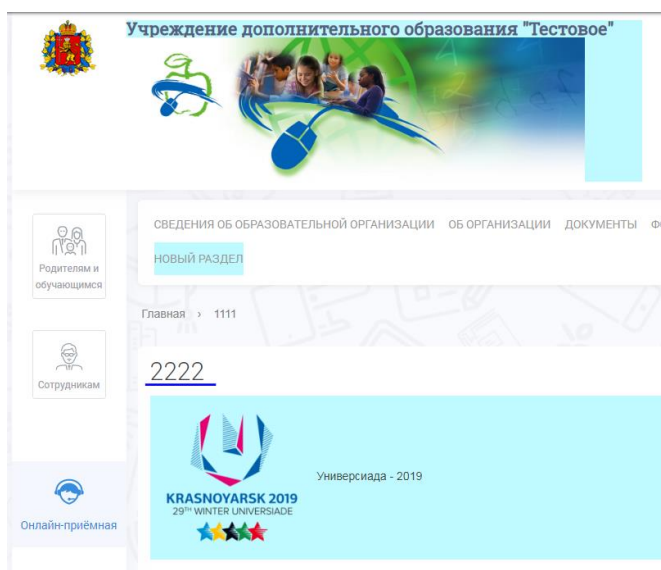 Учреждение дополнительного образования "Тестовое"
СВЕДЕНИЯ ОБ ОБРАЗОВАТЕЛЬНОЙ ОРГАНИЗАЦИИ ОБ ОРГАНИЗАЦИИ ДОКУМЕНТЫ
НОВЫЙ РАЗДЕЛ
Родителям и
обучающимся
Главная › 1111
Сотрудникам
2222
Универсиада - 2019
KRASNOYARSK 2019
29TH WINTER UNIVERSIADE
Онлайн-приёмная